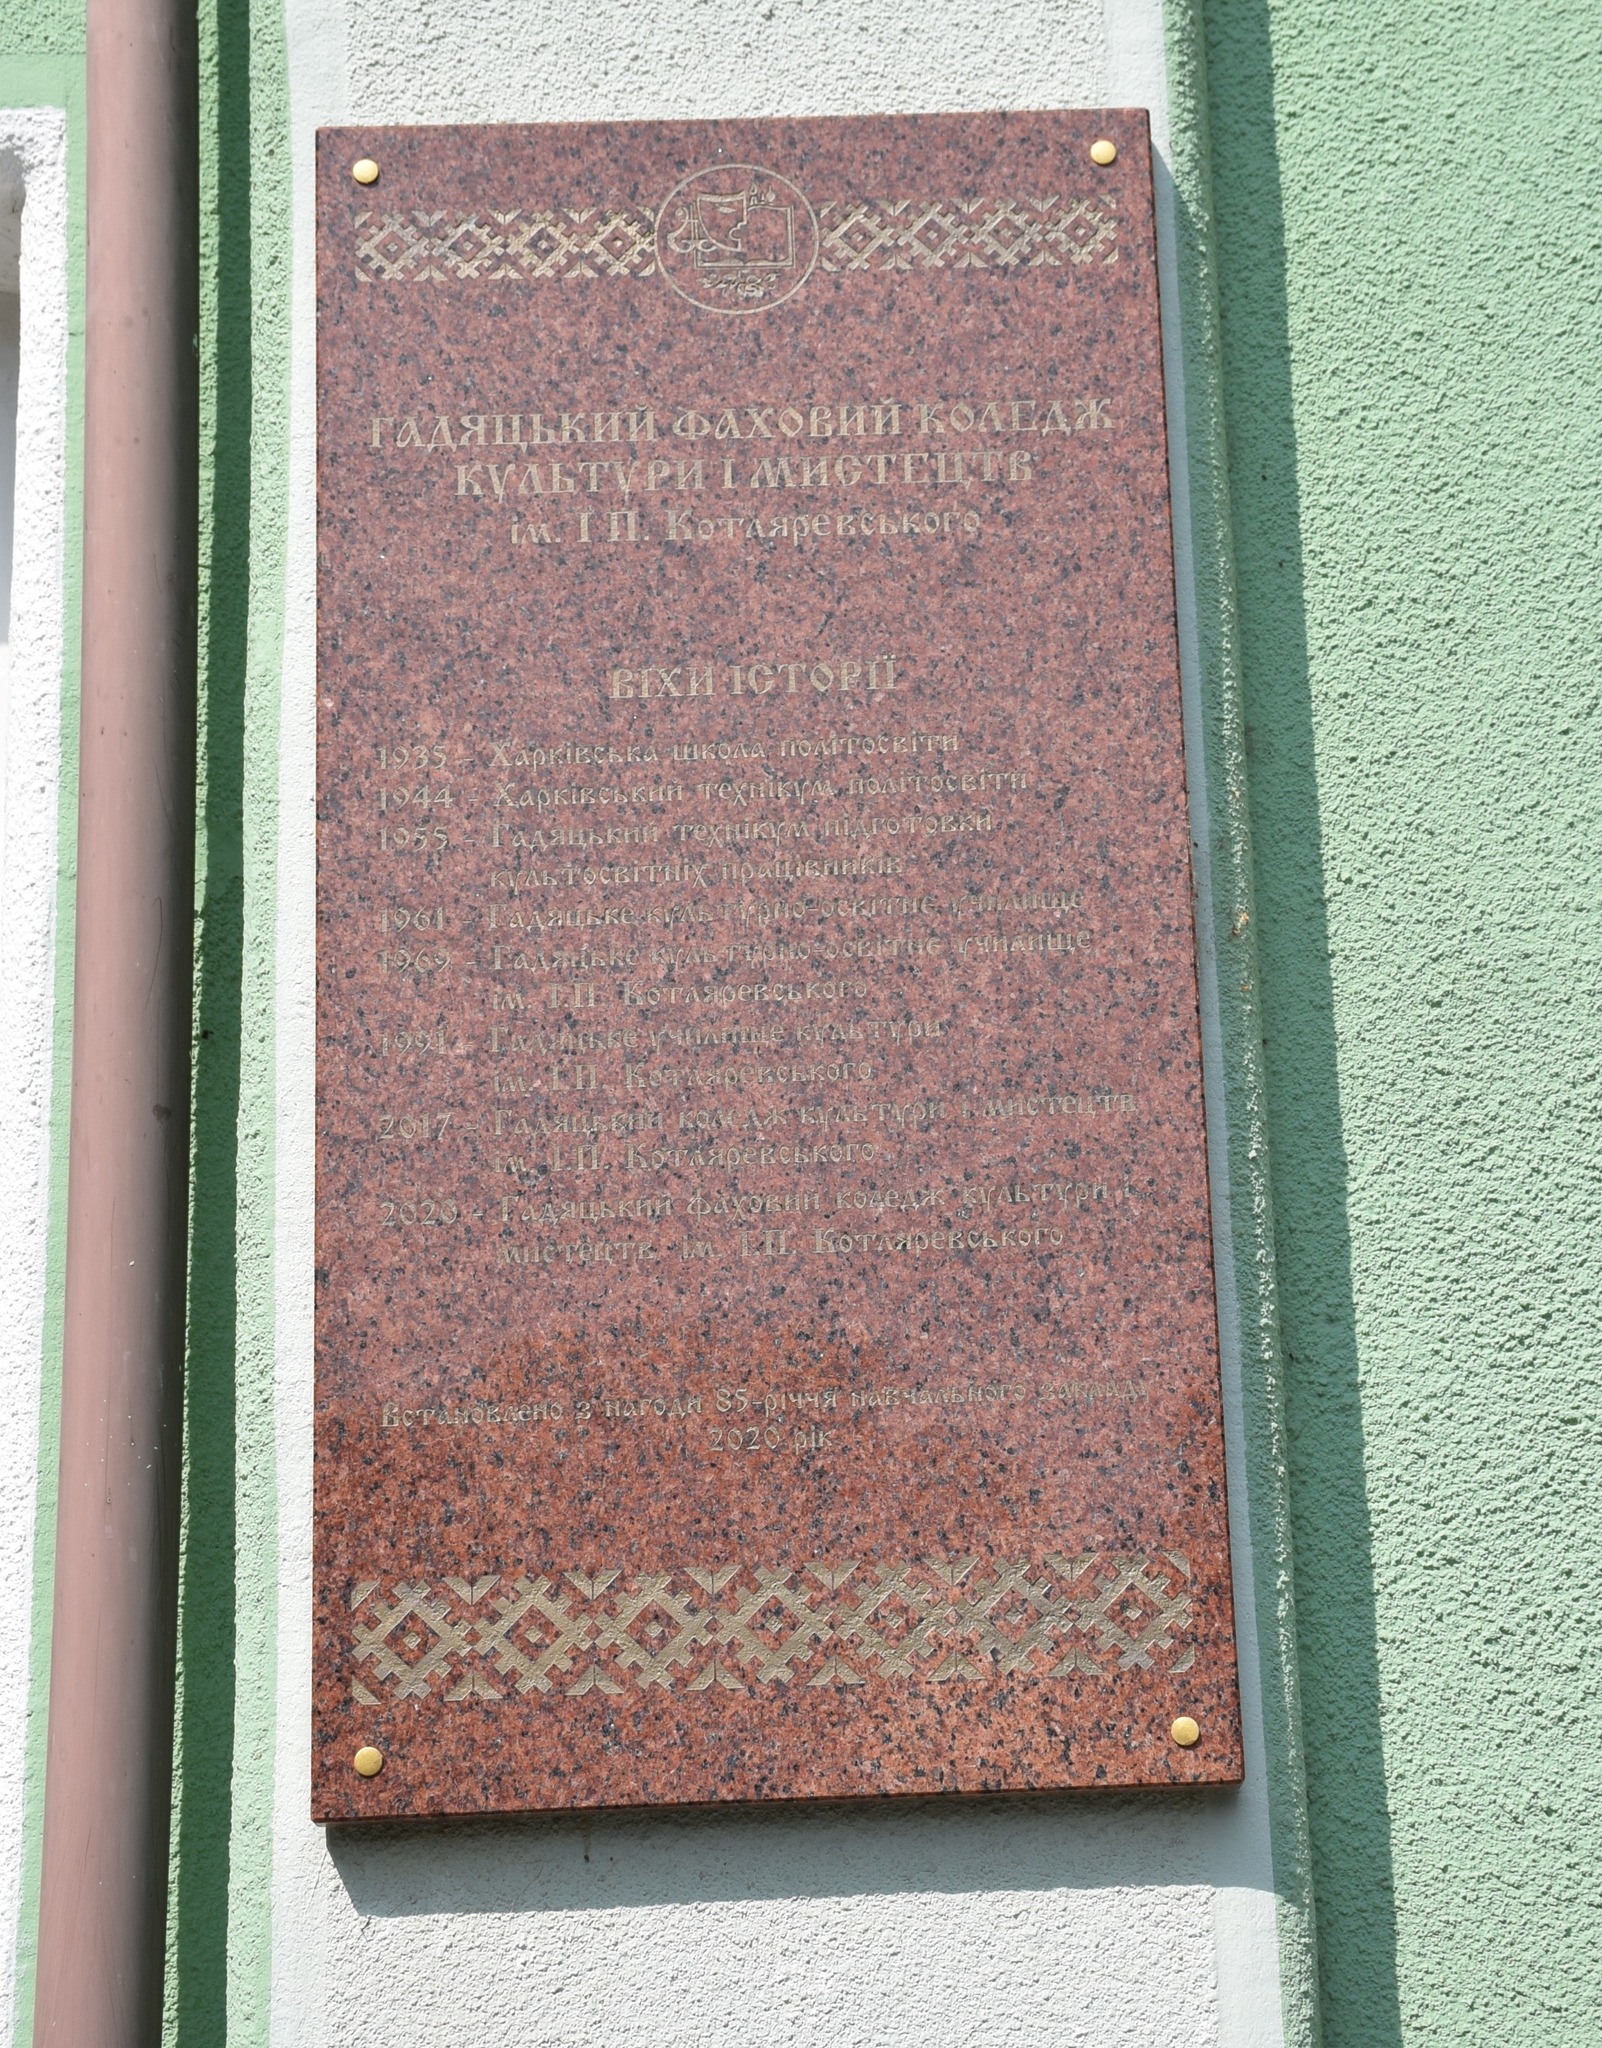 ГАДЯЦЬКИЙ ФАХОВИЙ КОЛЕДЖ
КУЛЬТУРИ І МИСТЕЦТВ
ім. І П. Котляревського
ВІХИ ІСТОРІЇ
1935 - Харківська школа політосвіти
1944 - Харківський технікум політосвіти
1955 - Гадяцький технікум підготовки
культосвітніх працівників
1961 - Гадяцьке культурно-освітнє училище
1969 - Гадяцьке культурно-освітнє училище
ім. І.П. Котляревського
1991 - Гадяцьке училище культури
ім. І.П. Котляревського
2017 - Гадяцький коледж культури і мистецтв
ім. І.П. Котляревського
2020 - Гадяцький фаховий коледж культури і
мистецтв ім. І.П. Котляревського
Встановлено з нагоди 85-річчя навчального закладу
2020 рік